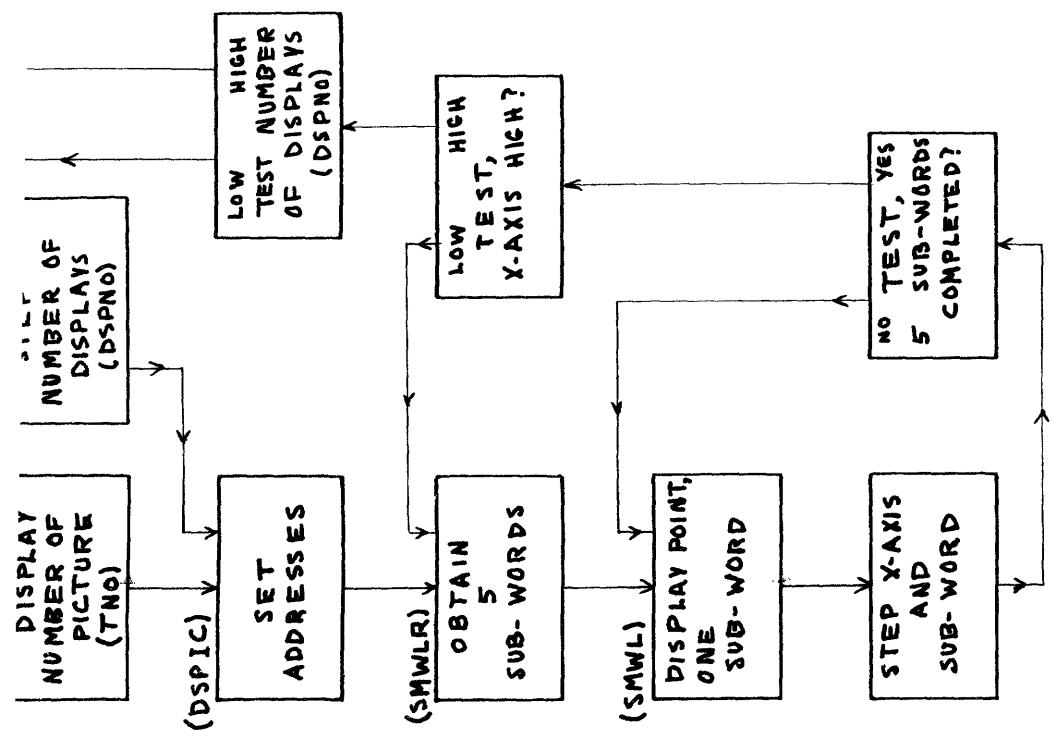 DISPLAY
NUMBER OF
PICTURE
(TNO)
NUMBER OF
DISPLAYS
(DSPNO)
LOW HIGH
TEST NUMBER
OF DISPLAYS
(DSPNO)
(DSPIC)
SET
ADDRESSES
(SMWLR)
OBTAIN
5
SUB-WORDS
LOW HIGH
TEST,
X-AXIS HIGH?
(SMWL)
DISPLAY POINT,
ONE
SUB-WORD
NO TEST, YES
5 SUB-WORDS
COMPLETED?
STEP X-AXIS
AND
SUB-WORD